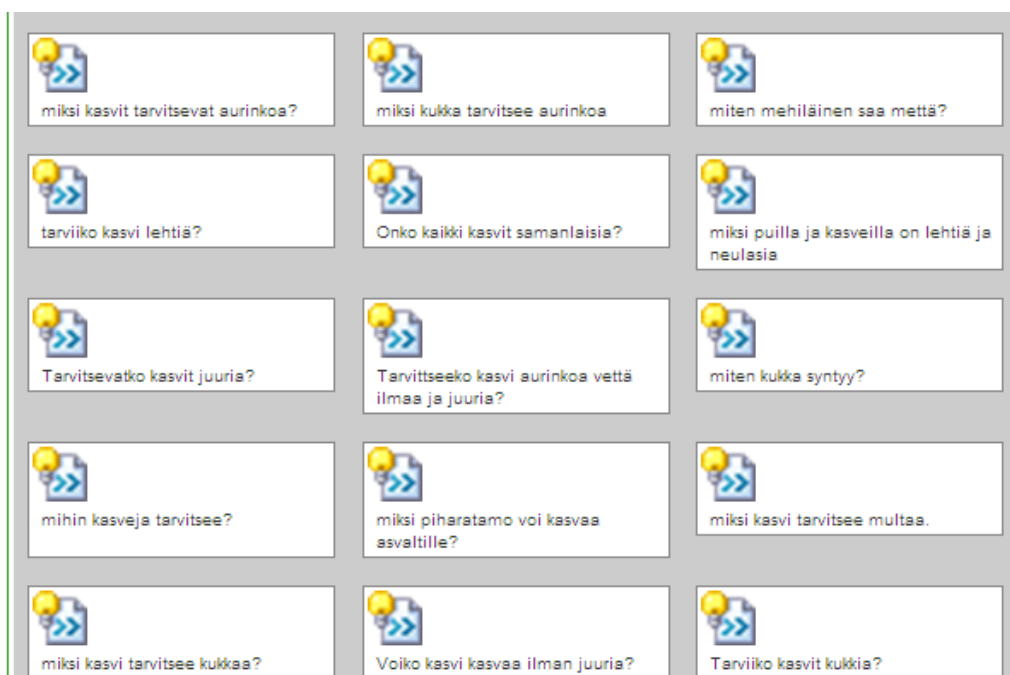 miksi kasvit tarvitsevat aurinkoa?
miksi kukka tarvitsee aurinkoa
miten mehiläinen saa mettä?
tarviiko kasvi lehtiä?
Onko kaikki kasvit samanlaisia?
miksi puilla ja kasveilla on lehtiä ja
neulasia
Tarvitsevatko kasvit juuria?
Tarvittseeko kasvi aurinkoa vettä
ilmaa ja juuria?
miten kukka syntyy?
mihin kasveja tarvitsee?
miksi piharatamo voi kasvaa
asvaltille?
miksi kasvi tarvitsee multaa.
miksi kasvi tarvitsee kukkaa?
Voiko kasvi kasvaa ilman juuria?
Tarviiko kasvit kukkia?